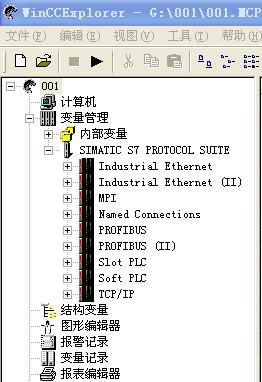 WinCCExplorer - G:\001\001.MCP
文件(F) 编辑(E) 视图(V) 工具(T) 帮助(H)
001
计算机
变量管理
内部变量
SIMATIC S7 PROTOCOL SUITE
Industrial Ethernet
Industrial Ethernet (II)
MPI
Named Connections
PROFIBUS
PROFIBUS (II)
Slot PLC
Soft PLC
TCP/IP
结构变量
图形编辑器
报警记录
变量记录
报表编辑器